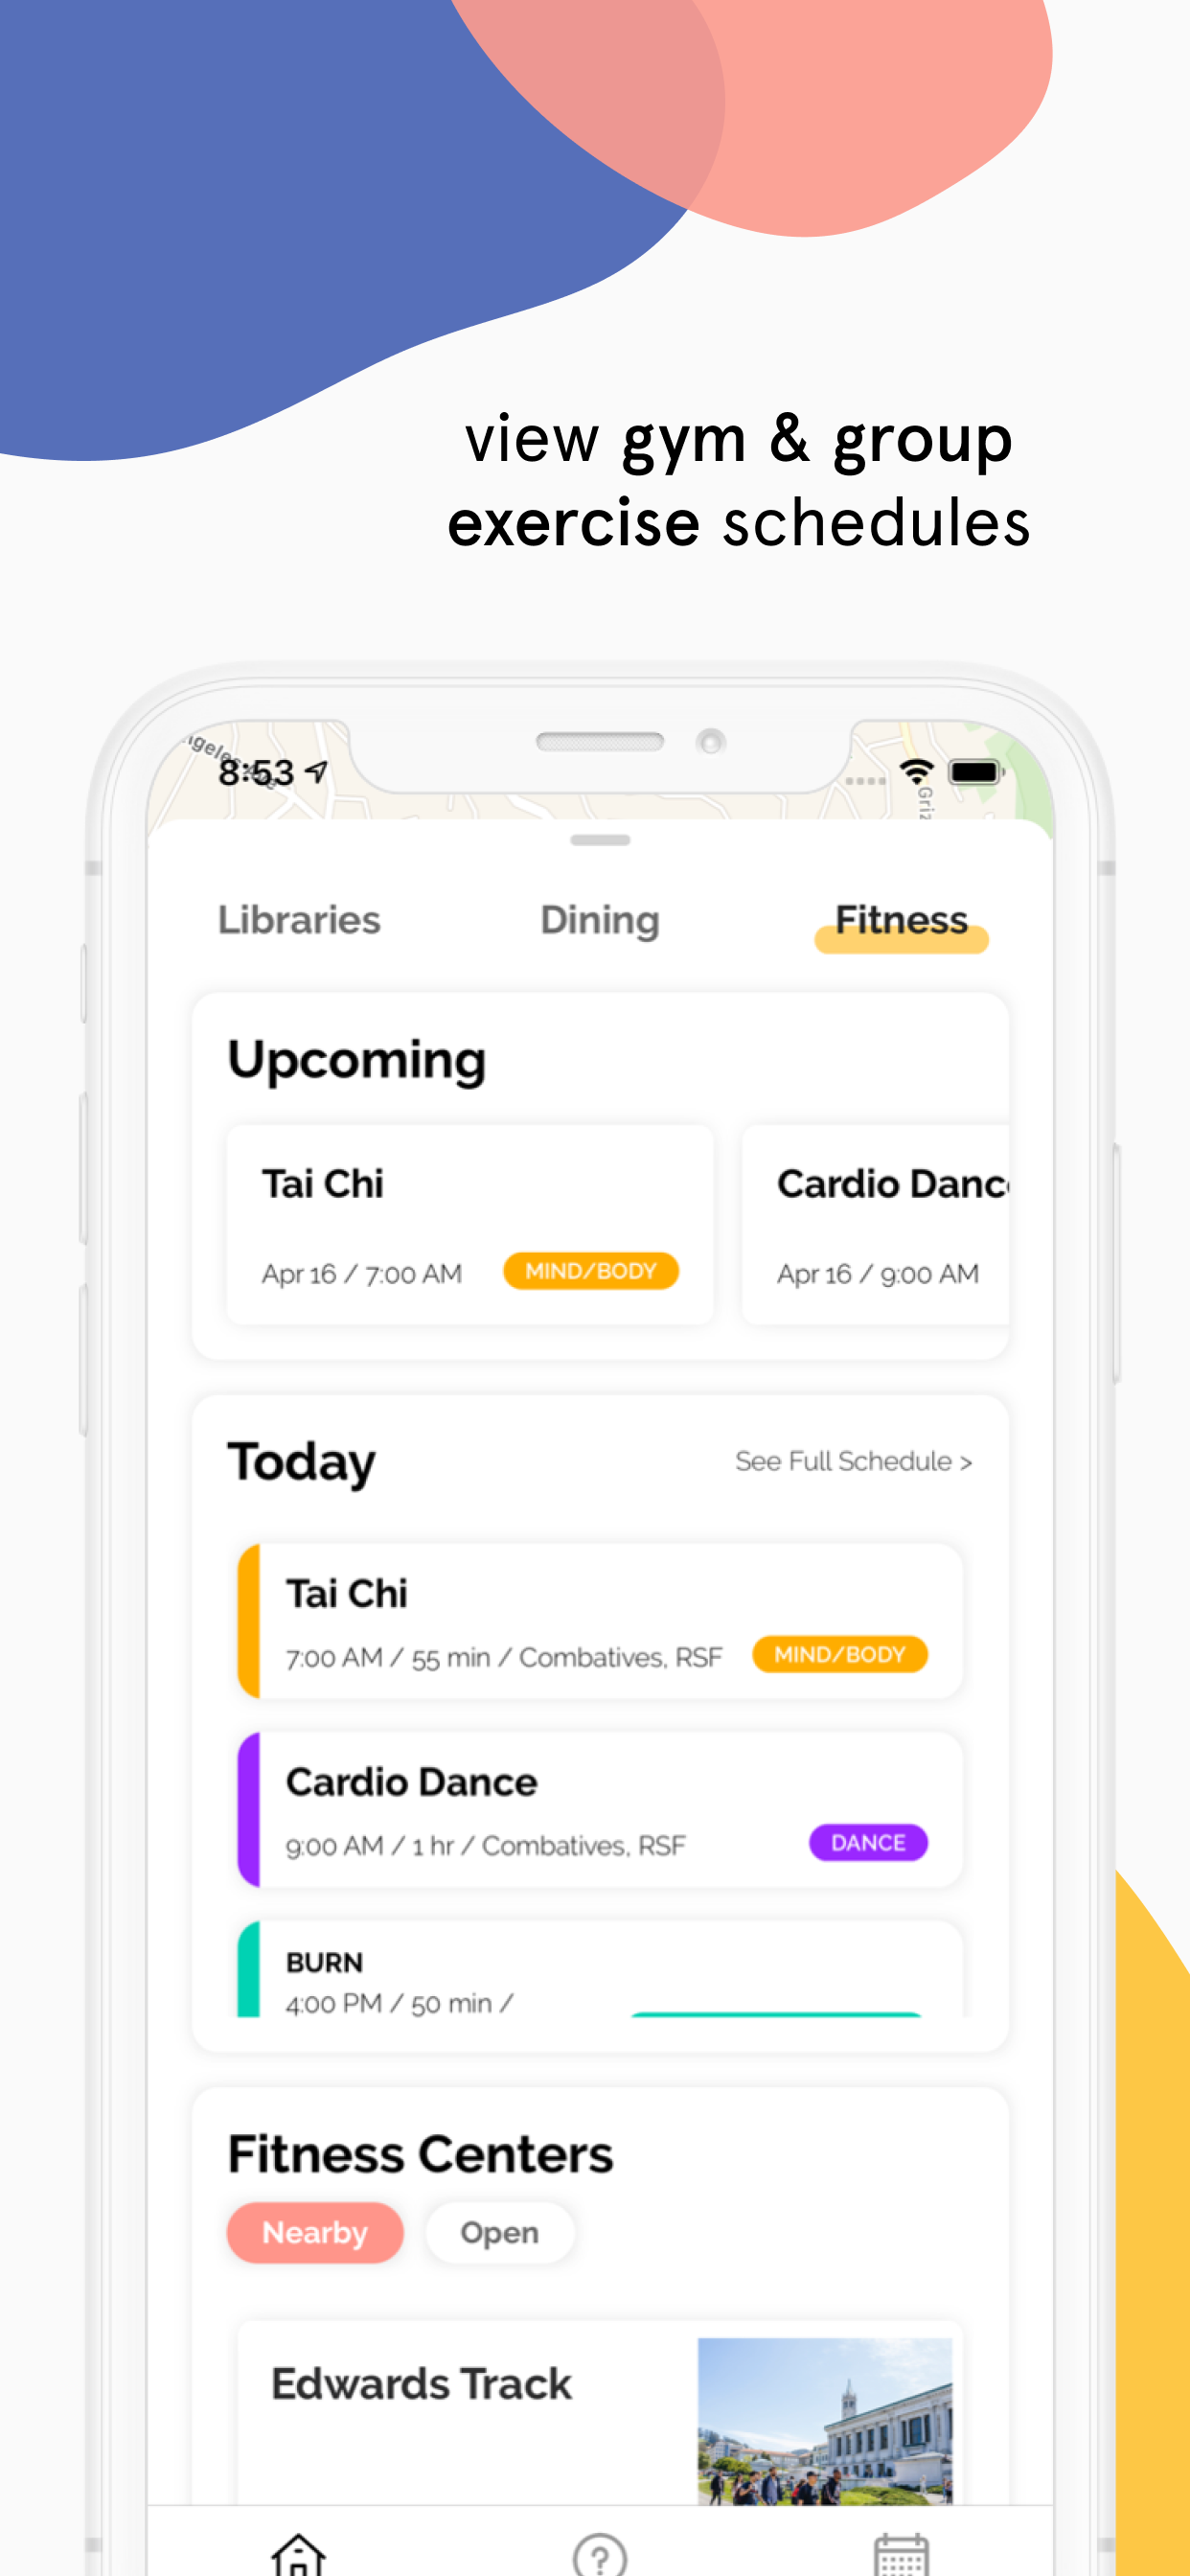 view gym & group
exercise schedules
8:53
Libraries
Dining
Fitness
Upcoming
Tai Chi
Apr 16 / 7:00 AM
MIND/BODY
Cardio Danc
Apr 16 / 9:00 AM
Today
See Full Schedule >
Tai Chi
7:00 AM / 55 min / Combatives, RSF
MIND/BODY
Cardio Dance
9:00 AM / 1 hr / Combatives, RSF
DANCE
BURN
4:00 PM / 50 min /
Fitness Centers
Nearby
Open
Edwards Track